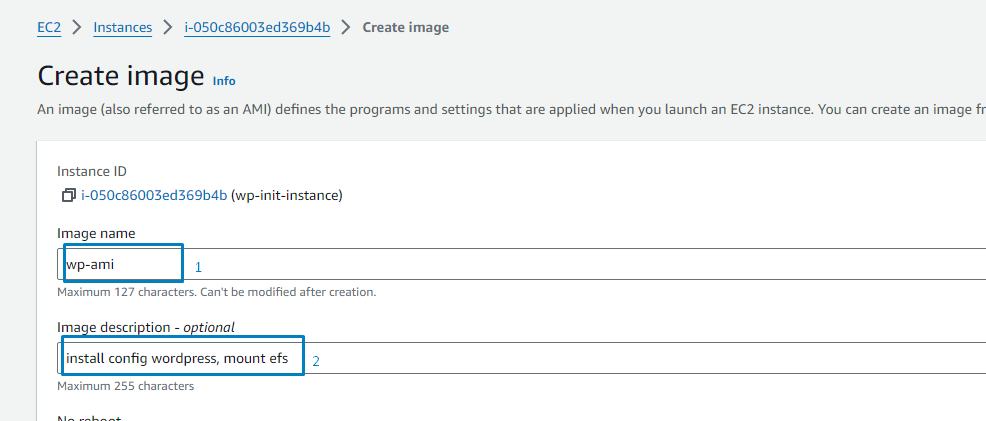 EC2 > Instances > i-050c86003ed369b4b > Create image
Create image Info
An image (also referred to as an AMI) defines the programs and settings that are applied when you launch an EC2 instance. You can create an image fr
Instance ID
i-050c86003ed369b4b (wp-init-instance)
Image name
wp-ami 1
Maximum 127 characters. Can't be modified after creation.
Image description - optional
install config wordpress, mount efs 2
Maximum 255 characters
No reboot